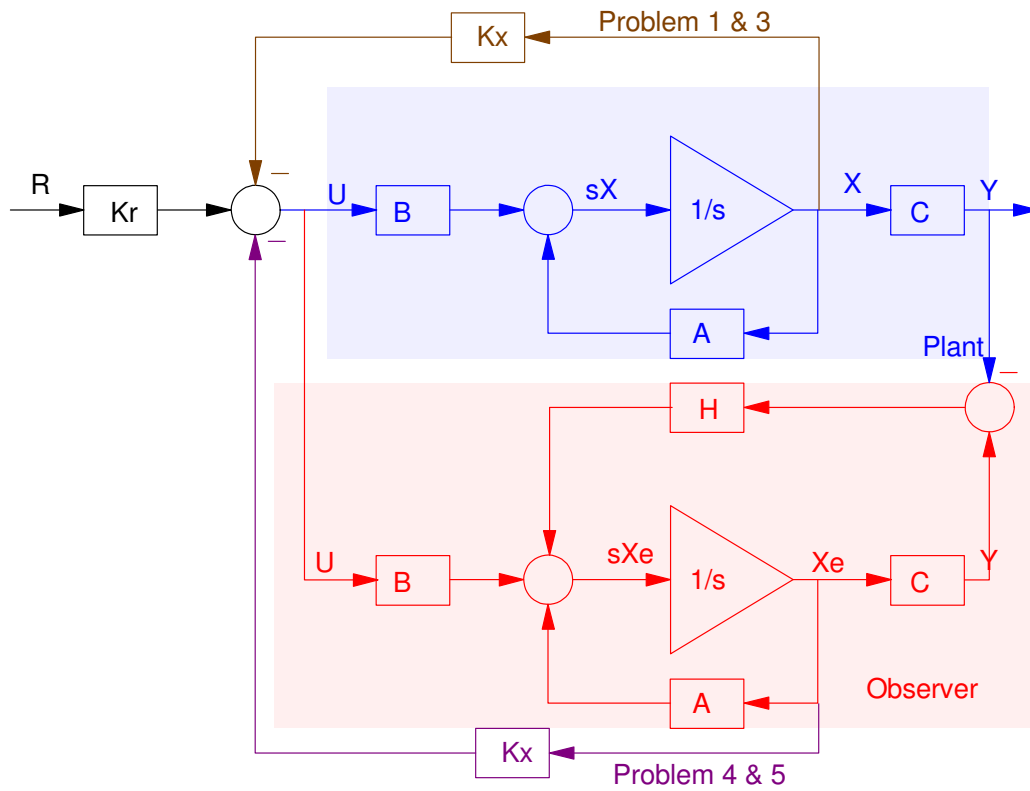 Problem 1 & 3
Kx
R
Kr
–
–
U
B
sX
1/s
X
C
Y
A
Plant
–
H
U
B
sXe
1/s
Xe
C
Y
A
Observer
Kx
Problem 4 & 5